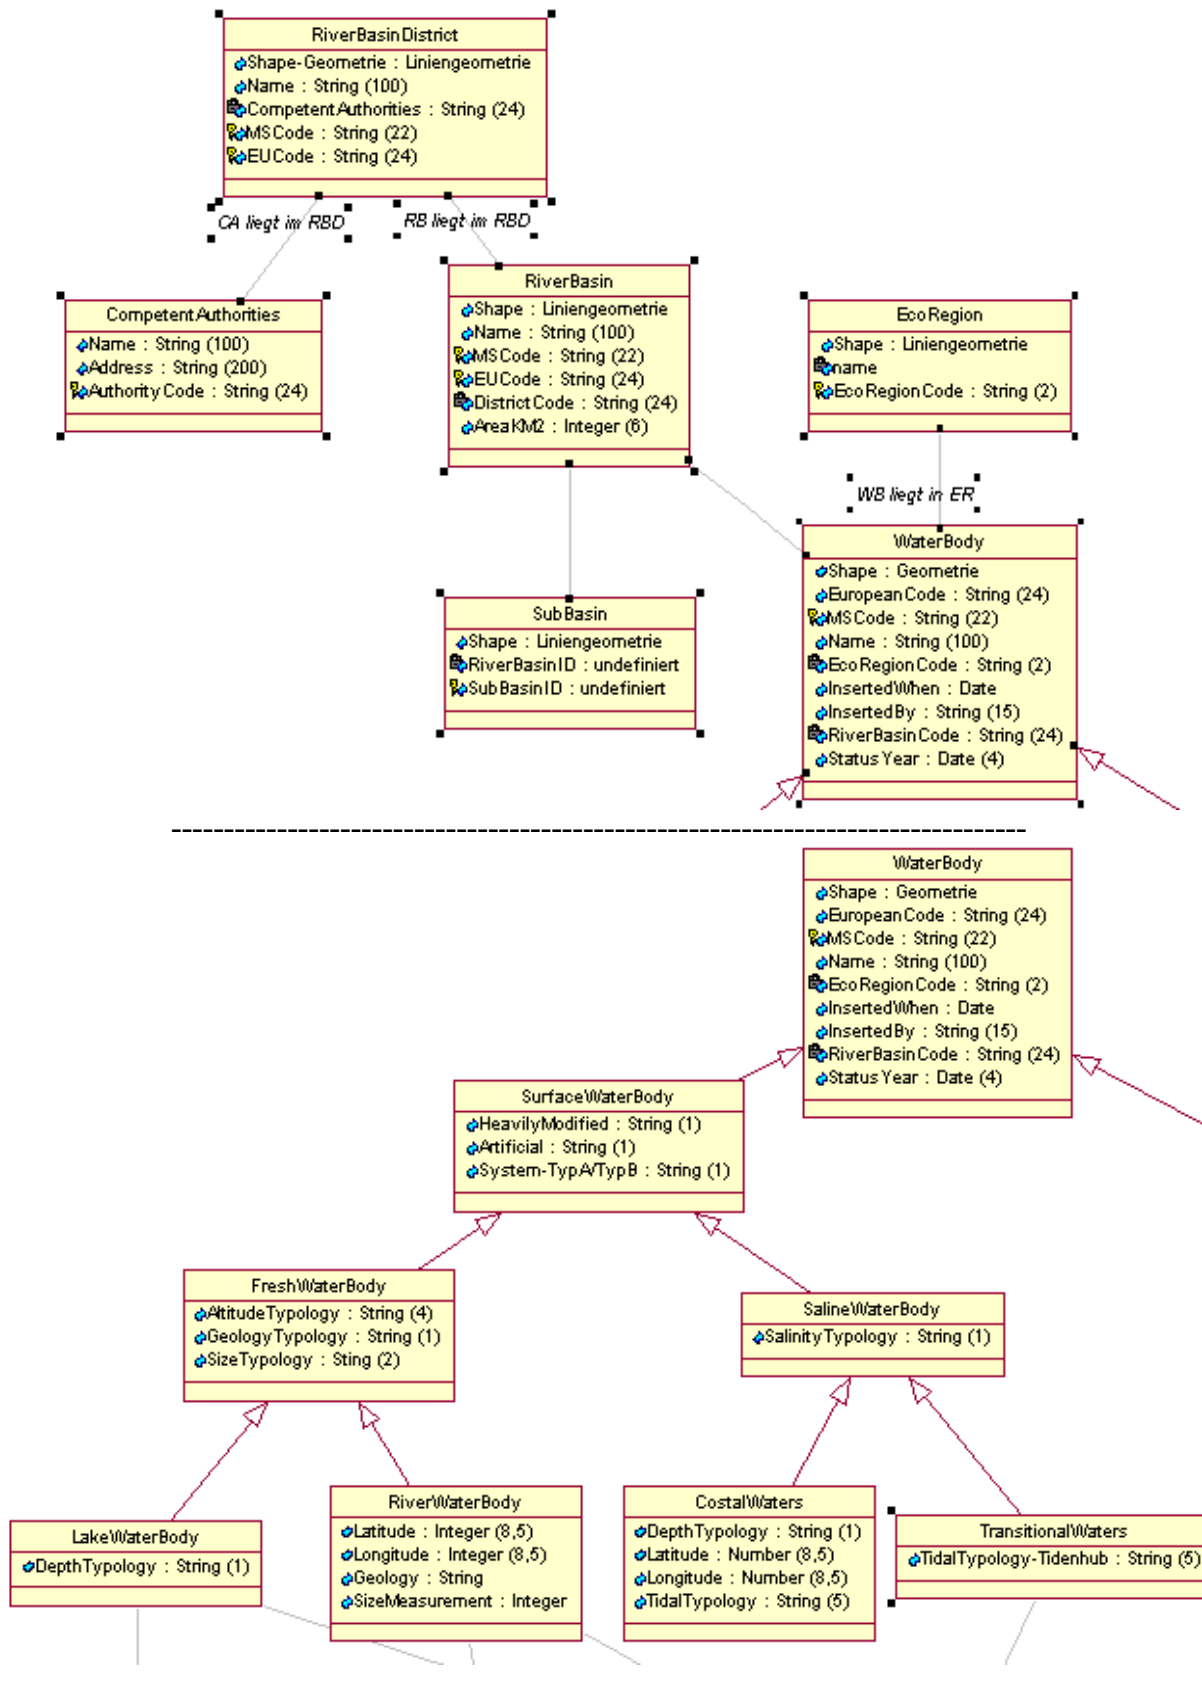 RiverBasinDistrict
Shape-Geometrie : Liniengeometrie
Name : String (100)
CompetentAuthorities : String (24)
MSCode : String (22)
EUCode : String (24)
CA liegt im RBD
RB liegt im RBD
CompetentAuthorities
Name : String (100)
Address : String (200)
AuthorityCode : String (24)
RiverBasin
Shape : Liniengeometrie
Name : String (100)
MSCode : String (22)
EUCode : String (24)
DistrictCode : String (24)
AreaKM2 : Integer (6)
EcoRegion
Shape : Liniengeometrie
name
EcoRegionCode : String (2)
WB liegt in ER
SubBasin
Shape : Liniengeometrie
RiverBasinID : undefiniert
SubBasinID : undefiniert
WaterBody
Shape : Geometrie
EuropeanCode : String (24)
MSCode : String (22)
Name : String (100)
EcoRegionCode : String (2)
InsertedWhen : Date
InsertedBy : String (15)
RiverBasinCode : String (24)
StatusYear : Date (4)
WaterBody
Shape : Geometrie
EuropeanCode : String (24)
MSCode : String (22)
Name : String (100)
EcoRegionCode : String (2)
InsertedWhen : Date
InsertedBy : String (15)
RiverBasinCode : String (24)
StatusYear : Date (4)
SurfaceWaterBody
HeavilyModified : String (1)
Artificial : String (1)
System-TypA/TypB : String (1)
FreshWaterBody
AltitudeTypology : String (4)
GeologyTypology : String (1)
SizeTypology : Sting (2)
SalineWaterBody
SalinityTypology : String (1)
LakeWaterBody
DepthTypology : String (1)
RiverWaterBody
Latitude : Integer (8,5)
Longitude : Integer (8,5)
Geology : String
SizeMeasurement : Integer
CostalWaters
DepthTypology : String (1)
Latitude : Number (8,5)
Longitude : Number (8,5)
TidalTypology : String (5)
TransitionalWaters
TidalTypology-Tidenhub : String (5)